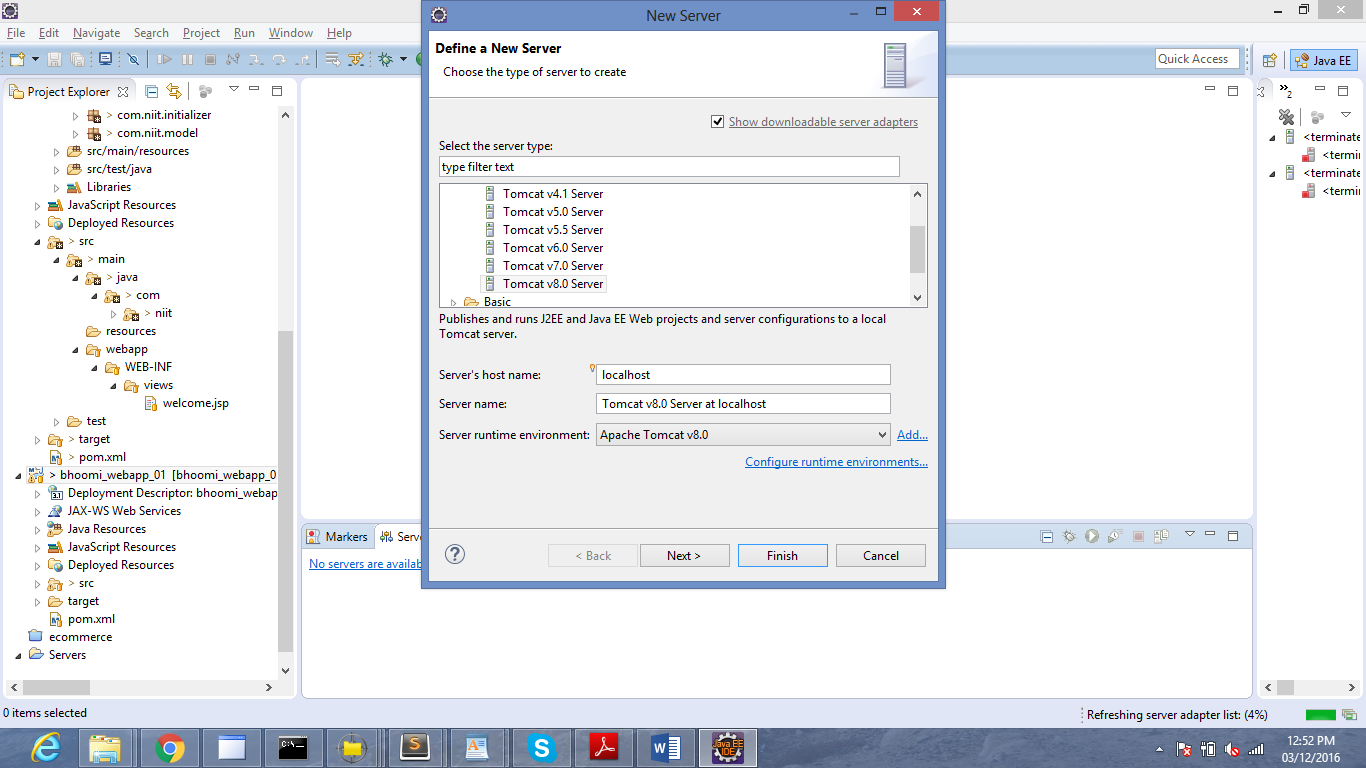 New Server
File Edit Navigate Search Project Run Window Help
Quick Access
Java EE
Project Explorer
> com.niit.initializer
> com.niit.model
src/main/resources
src/test/java
Libraries
JavaScript Resources
Deployed Resources
> src
> main
> java
> com
> niit
resources
webapp
WEB-INF
views
welcome.jsp
test
> target
> pom.xml
> bhoomi_webapp_01 [bhoomi_webapp_0
Deployment Descriptor: bhoomi_webap
JAX-WS Web Services
Java Resources
JavaScript Resources
Deployed Resources
> src
target
pom.xml
ecommerce
Servers
Define a New Server
Choose the type of server to create
Show downloadable server adapters
Select the server type:
type filter text
Tomcat v4.1 Server
Tomcat v5.0 Server
Tomcat v5.5 Server
Tomcat v6.0 Server
Tomcat v7.0 Server
Tomcat v8.0 Server
Basic
Publishes and runs J2EE and Java EE Web projects and server configurations to a local
Tomcat server.
Server's host name: localhost
Server name: Tomcat v8.0 Server at localhost
Server runtime environment: Apache Tomcat v8.0 Add...
Configure runtime environments...
< Back Next > Finish Cancel
Markers Serve
No servers are availab
»2
<terminate
<termi
<terminate
<termi
0 items selected
Refreshing server adapter list: (4%)
Java EE
IDE
12:52 PM
03/12/2016